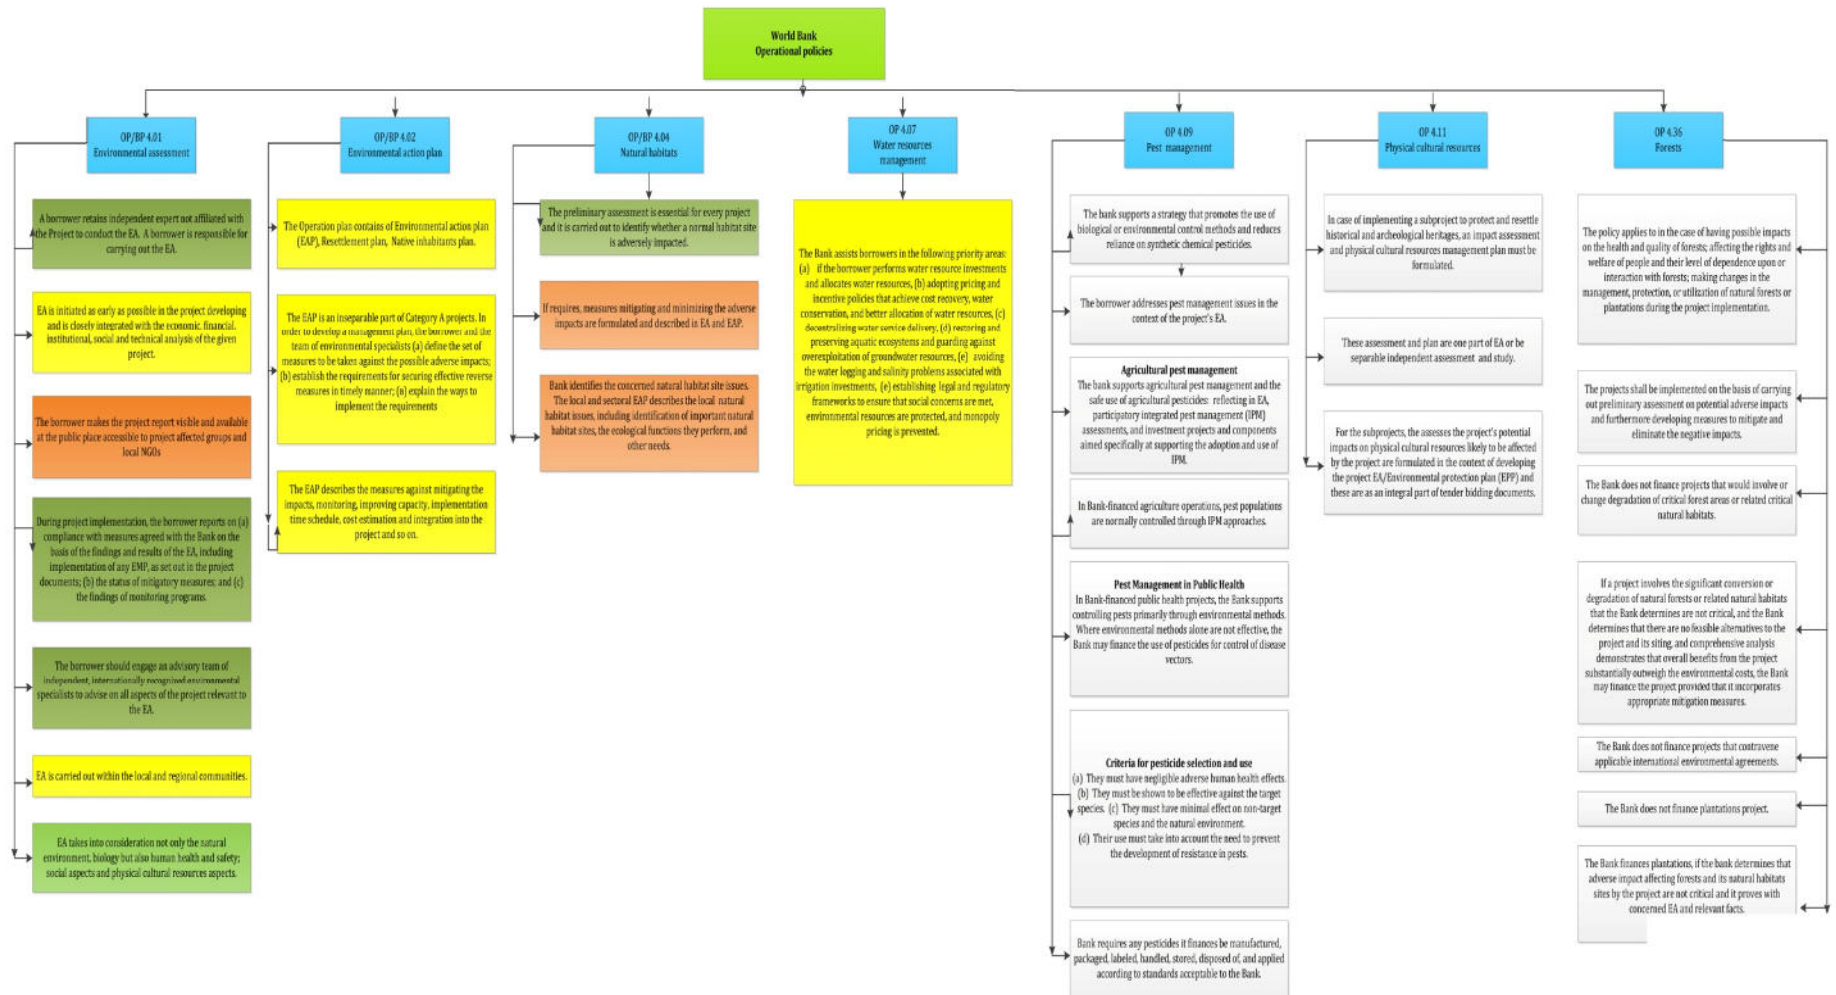 World Bank
Operational policies
OP/BP 4.01
Environmental assessment
A borrower retains independent expert not affiliated with
the Project to conduct the EA. A borrower is responsible for
carrying out the EA.
EA is initiated as early as possible in the project developing
and is closely integrated with the economic, financial,
institutional, social and technical analysis of the given
project.
The borrower makes the project report visible and available
at the public place accessible to project affected groups and
local NGOs
During project implementation, the borrower reports on (a)
compliance with measures agreed with the Bank on the
basis of the findings and results of the EA, including
implementation of any EMP, as set out in the project
documents; (b) the status of mitigatory measures; and (c)
the findings of monitoring programs.
The borrower should engage an advisory team of
independent, internationally recognized environmental
specialists to advise on all aspects of the project relevant to
the EA.
EA is carried out within the local and regional communities.
EA takes into consideration not only the natural
environment, biology but also human health and safety;
social aspects and physical cultural resources aspects.
OP/BP 4.02
Environmental action plan
The Operation plan contains of Environmental action plan
(EAP), Resettlement plan, Native inhabitants plan.
The EAP is an inseparable part of Category A projects. In
order to develop a management plan, the borrower and the
team of environmental specialists (a) define the set of
measures to be taken against the possible adverse impacts;
(b) establish the requirements for securing effective reverse
measures in timely manner; (в) explain the ways to
implement the requirements
The EAP describes the measures against mitigating the
impacts, monitoring, improving capacity, implementation
time schedule, cost estimation and integration into the
project and so on.
OP/BP 4.04
Natural habitats
The preliminary assessment is essential for every project
and it is carried out to identify whether a normal habitat site
is adversely impacted.
If requires, measures mitigating and minimizing the adverse
impacts are formulated and described in EA and EAP.
Bank identifies the concerned natural habitat site issues.
The local and sectoral EAP describes the local natural
habitat issues, including identification of important natural
habitat sites, the ecological functions they perform, and
other needs.
OP 4.07
Water resources
management
The Bank assists borrowers in the following priority areas:
(a) if the borrower performs water resource investments
and allocates water resources, (b) adopting pricing and
incentive policies that achieve cost recovery, water
conservation, and better allocation of water resources, (c)
decentralizing water service delivery, (d) restoring and
preserving aquatic ecosystems and guarding against
overexploitation of groundwater resources, (e) avoiding
the water logging and salinity problems associated with
irrigation investments, (e) establishing legal and regulatory
frameworks to ensure that social concerns are met,
environmental resources are protected, and monopoly
pricing is prevented.
OP 4.09
Pest management
The bank supports a strategy that promotes the use of
biological or environmental control methods and reduces
reliance on synthetic chemical pesticides.
The borrower addresses pest management issues in the
context of the project's EA.
Agricultural pest management
The bank supports agricultural pest management and the
safe use of agricultural pesticides: reflecting in EA,
participatory integrated pest management (IPM)
assessments, and investment projects and components
aimed specifically at supporting the adoption and use of
IPM.
In Bank-financed agriculture operations, pest populations
are normally controlled through IPM approaches.
Pest Management in Public Health
In Bank-financed public health projects, the Bank supports
controlling pests primarily through environmental methods.
Where environmental methods alone are not effective, the
Bank may finance the use of pesticides for control of disease
vectors.
Criteria for pesticide selection and use
(a) They must have negligible adverse human health effects.
(b) They must be shown to be effective against the target
species. (c) They must have minimal effect on non-target
species and the natural environment.
(d) Their use must take into account the need to prevent
the development of resistance in pests.
Bank requires any pesticides it finances be manufactured,
packaged, labeled, handled, stored, disposed of, and applied
according to standards acceptable to the Bank.
OP 4.11
Physical cultural resources
In case of implementing a subproject to protect and resettle
historical and archeological heritages, an impact assessment
and physical cultural resources management plan must be
formulated.
These assessment and plan are one part of EA or be
separable independent assessment and study.
For the subprojects, the assesses the project's potential
impacts on physical cultural resources likely to be affected
by the project are formulated in the context of developing
the project EA/Environmental protection plan (EPP) and
these are as an integral part of tender bidding documents.
OP 4.36
Forests
The policy applies to in the case of having possible impacts
on the health and quality of forests; affecting the rights and
welfare of people and their level of dependence upon or
interaction with forests; making changes in the
management, protection, or utilization of natural forests or
plantations during the project implementation.
The projects shall be implemented on the basis of carrying
out preliminary assessment on potential adverse impacts
and furthermore developing measures to mitigate and
eliminate the negative impacts.
The Bank does not finance projects that would involve or
change degradation of critical forest areas or related critical
natural habitats.
If a project involves the significant conversion or
degradation of natural forests or related natural habitats
that the Bank determines are not critical, and the Bank
determines that there are no feasible alternatives to the
project and its siting, and comprehensive analysis
demonstrates that overall benefits from the project
substantially outweigh the environmental costs, the Bank
may finance the project provided that it incorporates
appropriate mitigation measures.
The Bank does not finance projects that contravene
applicable international environmental agreements.
The Bank does not finance plantations project.
The Bank finances plantations, if the bank determines that
adverse impact affecting forests and its natural habitats
sites by the project are not critical and it proves with
concerned EA and relevant facts.